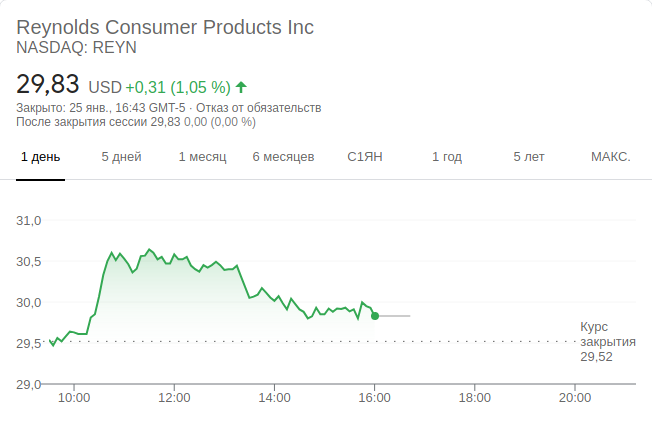 Reynolds Consumer Products Inc
NASDAQ: REYN
29,83 USD +0,31 (1,05 %)
Закрыто: 25 янв., 16:43 GMT-5 · Отказ от обязательств
После закрытия сессии 29,83 0,00 (0,00 %)
1 день 5 дней 1 месяц 6 месяцев С1ЯН 1 год 5 лет МАКС.
31,0
30,5
30,0
29,5
29,0
Курс
закрытия
29,52
10:00 12:00 14:00 16:00 18:00 20:00